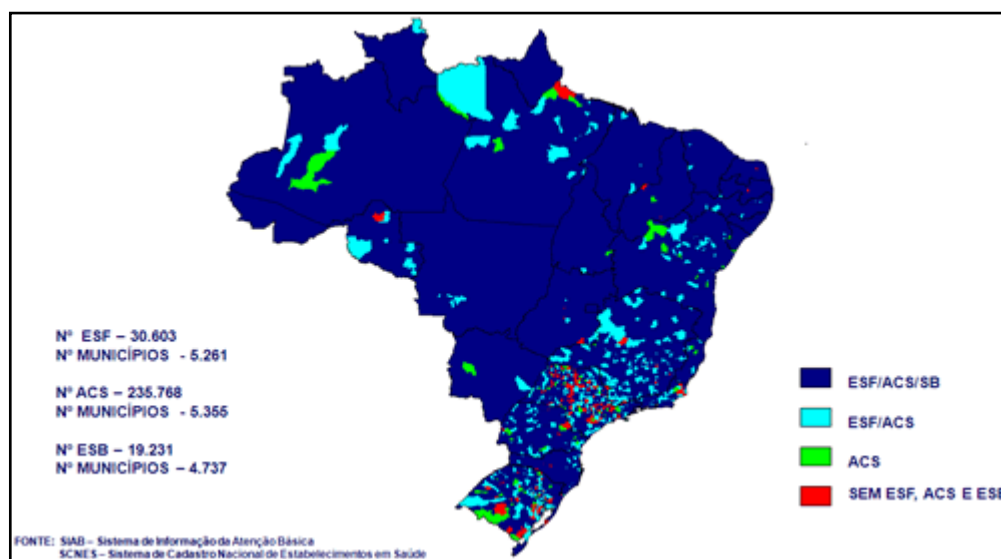 Nº ESF – 30.603
Nº MUNICÍPIOS - 5.261
Nº ACS – 235.768
Nº MUNICÍPIOS – 5.355
Nº ESB – 19.231
Nº MUNICÍPIOS – 4.737
ESF/ACS/SB
ESF/ACS
ACS
SEM ESF, ACS E ESB
FONTE: SIAB – Sistema de Informação da Atenção Básica
SCNES – Sistema de Cadastro Nacional de Estabelecimentos em Saúde